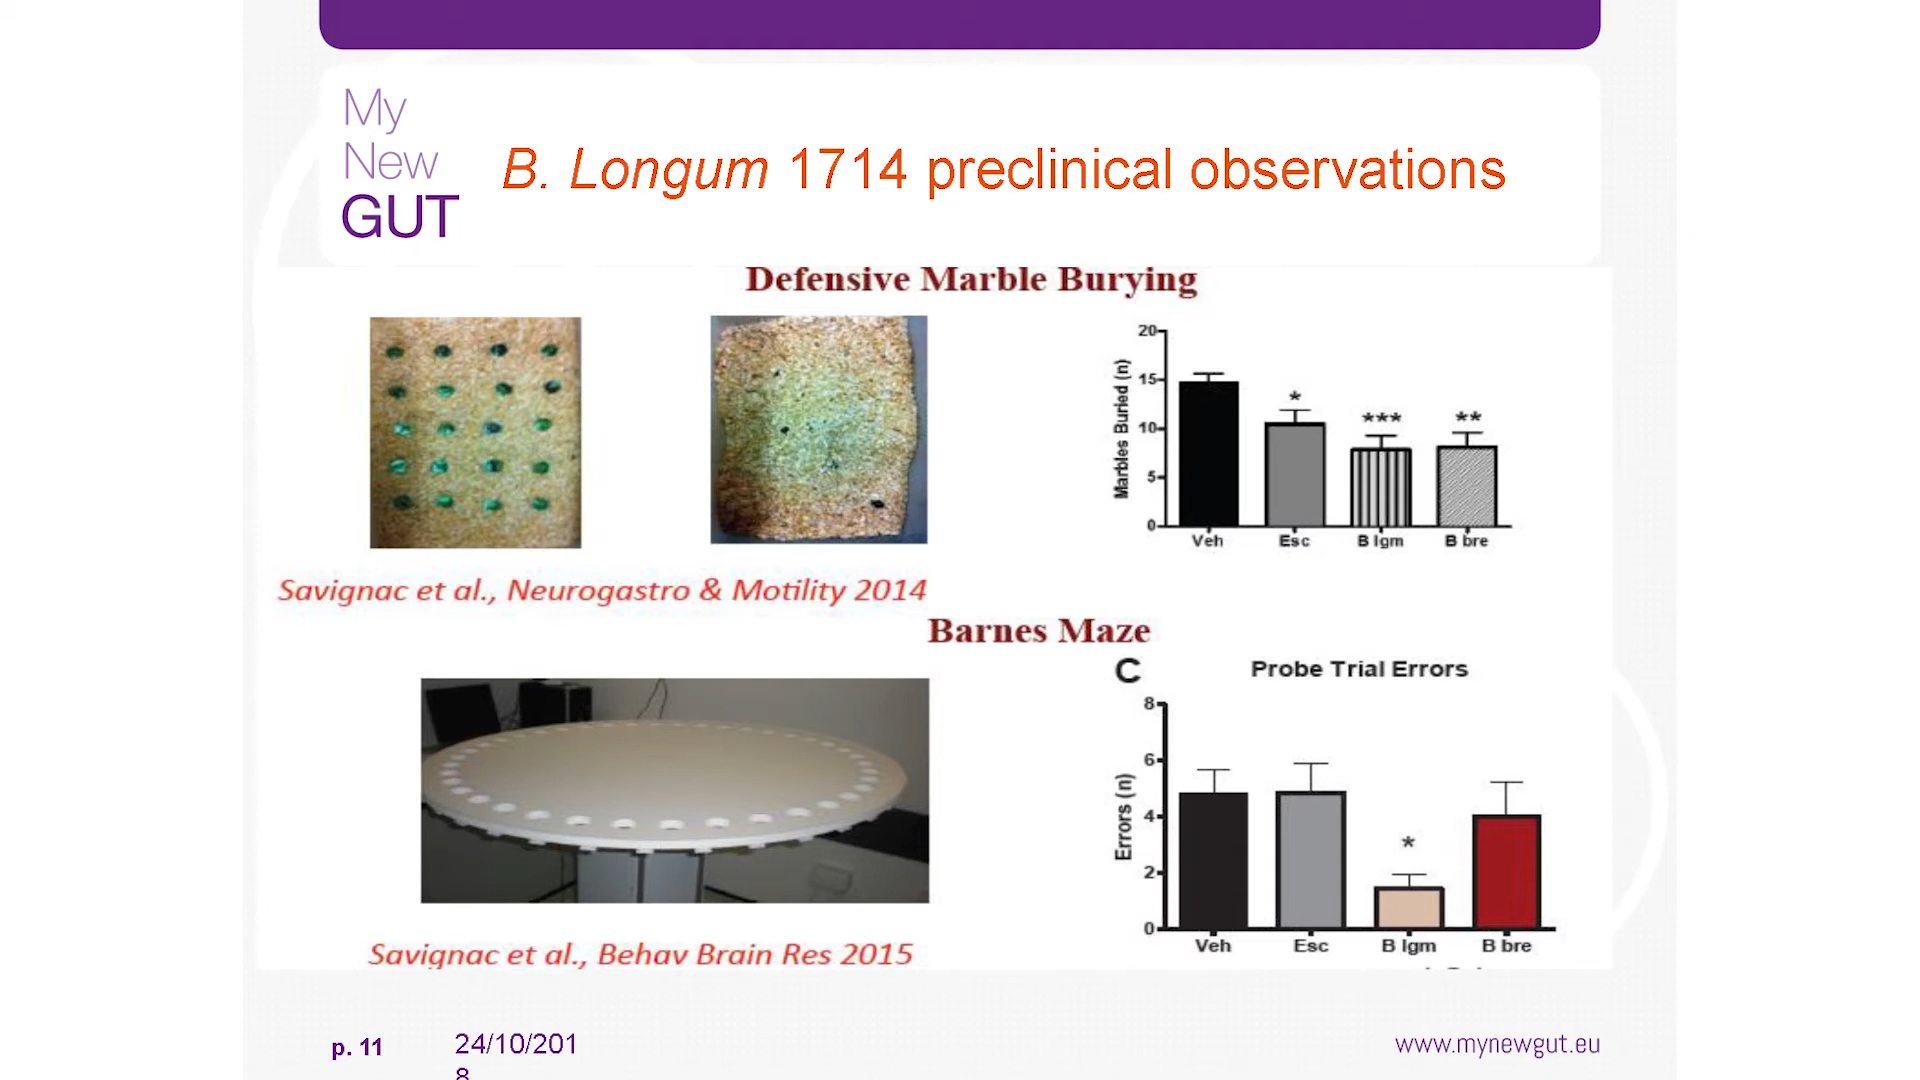 My
New
GUT
B. Longum 1714 preclinical observations
Defensive Marble Burying
20
15
10
5
0
Marbles Buried (n)
*
***
**
Veh Esc B lgm B bre
Savignac et al., Neurogastro & Motility 2014
Barnes Maze
C Probe Trial Errors
8
6
4
2
0
Errors (n)
*
Veh Esc B lgm B bre
Savignac et al., Behav Brain Res 2015
p. 11
24/10/201
8
www.mynewgut.eu